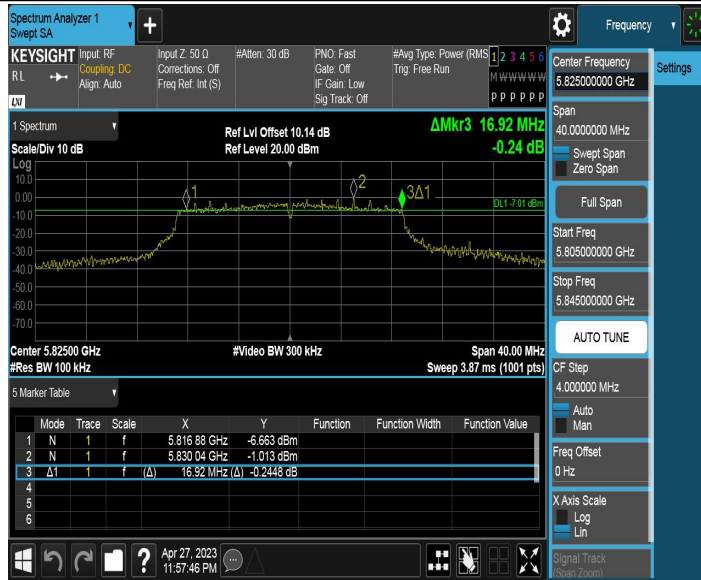 Spectrum Analyzer 1
Swept SA
Frequency
KEYSIGHT
Input: RF
Coupling: DC
Align: Auto
Input Z: 50 Ω
Corrections: Off
Freq Ref: Int (S)
#Atten: 30 dB
PNO: Fast
Gate: Off
IF Gain: Low
Sig Track: Off
#Avg Type: Power (RMS
Trig: Free Run
1 2 3 4 5 6
M W W W W W
P P P P P P
RL
LXI
Center Frequency
5.825000000 GHz
Settings
1 Spectrum
Scale/Div 10 dB
Ref Lvl Offset 10.14 dB
Ref Level 20.00 dBm
ΔMkr3 16.92 MHz
-0.24 dB
Log
10.0
0.00
-10.0
-20.0
-30.0
-40.0
-50.0
-60.0
-70.0
1
2
3Δ1
DL1 -7.01 dBm
Center 5.82500 GHz
#Res BW 100 kHz
#Video BW 300 kHz
Span 40.00 MHz
Sweep 3.87 ms (1001 pts)
Span
40.0000000 MHz
Swept Span
Zero Span
Full Span
Start Freq
5.805000000 GHz
Stop Freq
5.845000000 GHz
AUTO TUNE
CF Step
4.000000 MHz
Auto
Man
Freq Offset
0 Hz
X Axis Scale
Log
Lin
Signal Track
(Span Zoom)
5 Marker Table
Mode Trace Scale X Y Function Function Width Function Value
1 N 1 f 5.816 88 GHz -6.663 dBm
2 N 1 f 5.830 04 GHz -1.013 dBm
3 Δ1 1 f (Δ) 16.92 MHz (Δ) -0.2448 dB
4
5
6
?
Apr 27, 2023
11:57:46 PM